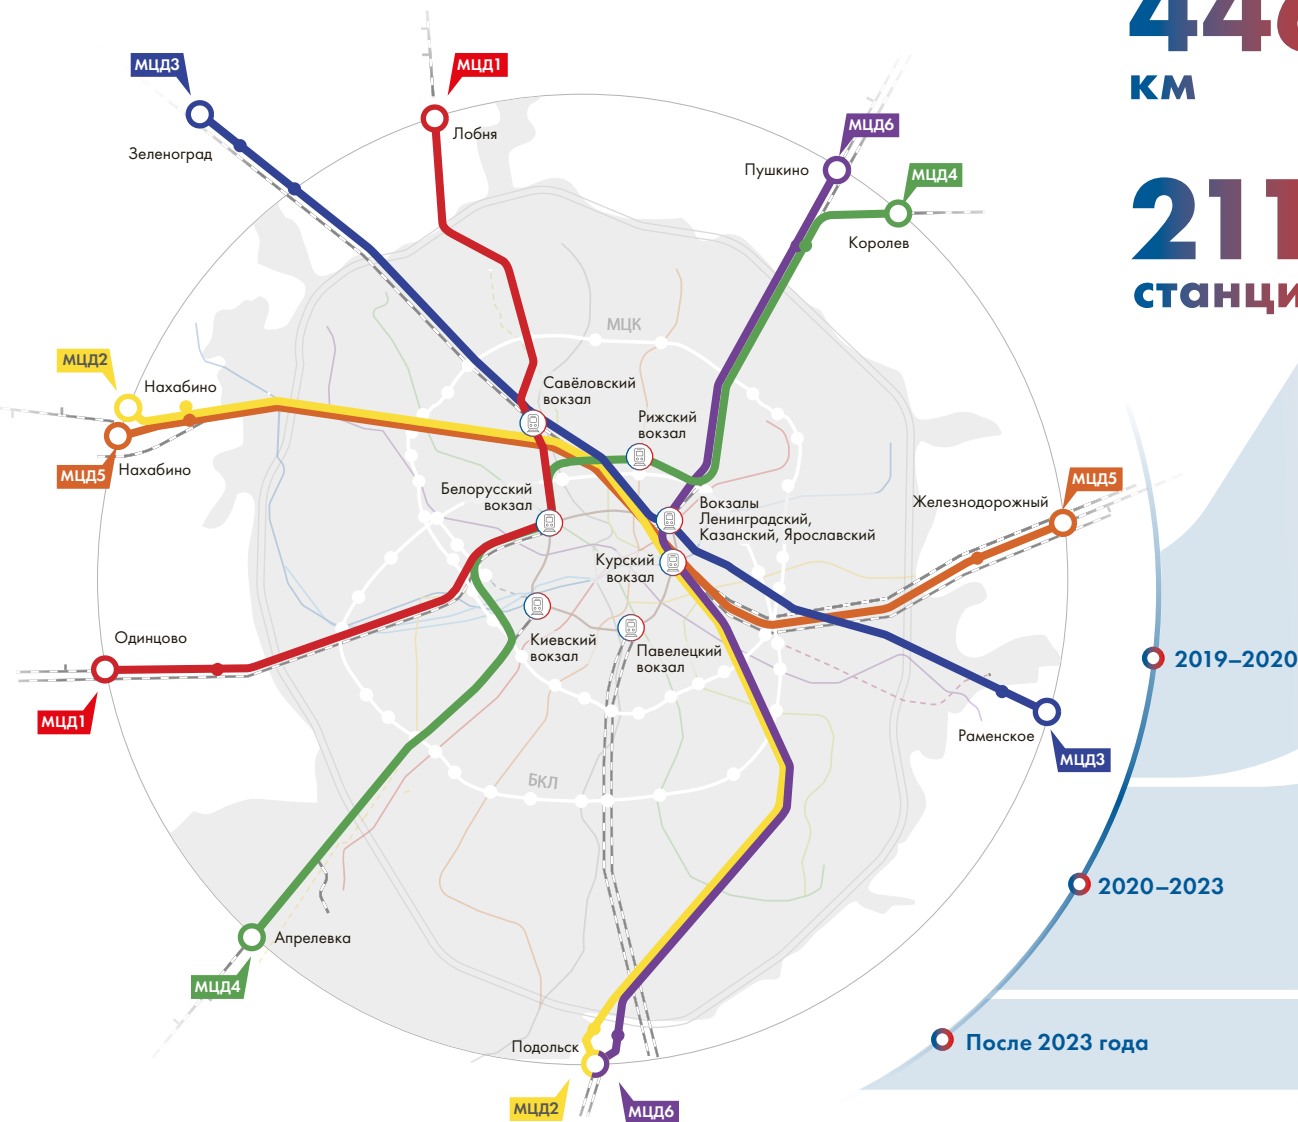 МЦД3
МЦД1
Лобня
Зеленоград
МЦД6
Пушкино
МЦД4
Королев
км
211
станци
МЦК
МЦД2
Нахабино
МЦД5
Нахабино
Савёловский
вокзал
Рижский
вокзал
Белорусский
вокзал
Вокзалы
Ленинградский,
Казанский, Ярославский
Курский
вокзал
МЦД5
Железнодорожный
Киевский
вокзал
Павелецкий
вокзал
Одинцово
МЦД1
2019–2020
Раменское
МЦД3
БКЛ
2020–2023
Апрелевка
МЦД4
Подольск
МЦД2
МЦД6
После 2023 года